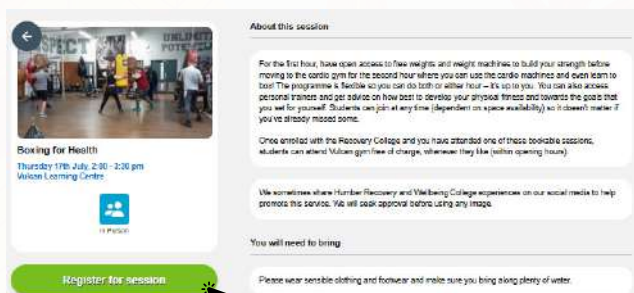 RESPECT
UNLIMITED
POTE
Boxing for Health
Thursday 17th July, 2:00 - 3:30 pm
Vulcan Learning Centre
In Person
Register for session
About this session
For the first hour, have open access to free weights and weight machines to build your strength before
moving to the cardio gym for the second hour where you can use the cardio machines and even learn to
box! The programme is flexible so you can do both or either hour – it's up to you. You can also access
personal trainers and get advice on how best to develop your physical fitness and towards the goals that
you set for yourself. Students can join at any time (dependent on space availability) so it doesn't matter if
you've already missed some.
Once enrolled with the Recovery College and you have attended one of these bookable sessions,
students can attend Vulcan gym free of charge, whenever they like (within opening hours).
We sometimes share Humber Recovery and Wellbeing College experiences on our social media to help
promote this service. We will seek approval before using any image.
You will need to bring
Please wear sensible clothing and footwear and make sure you bring along plenty of water.